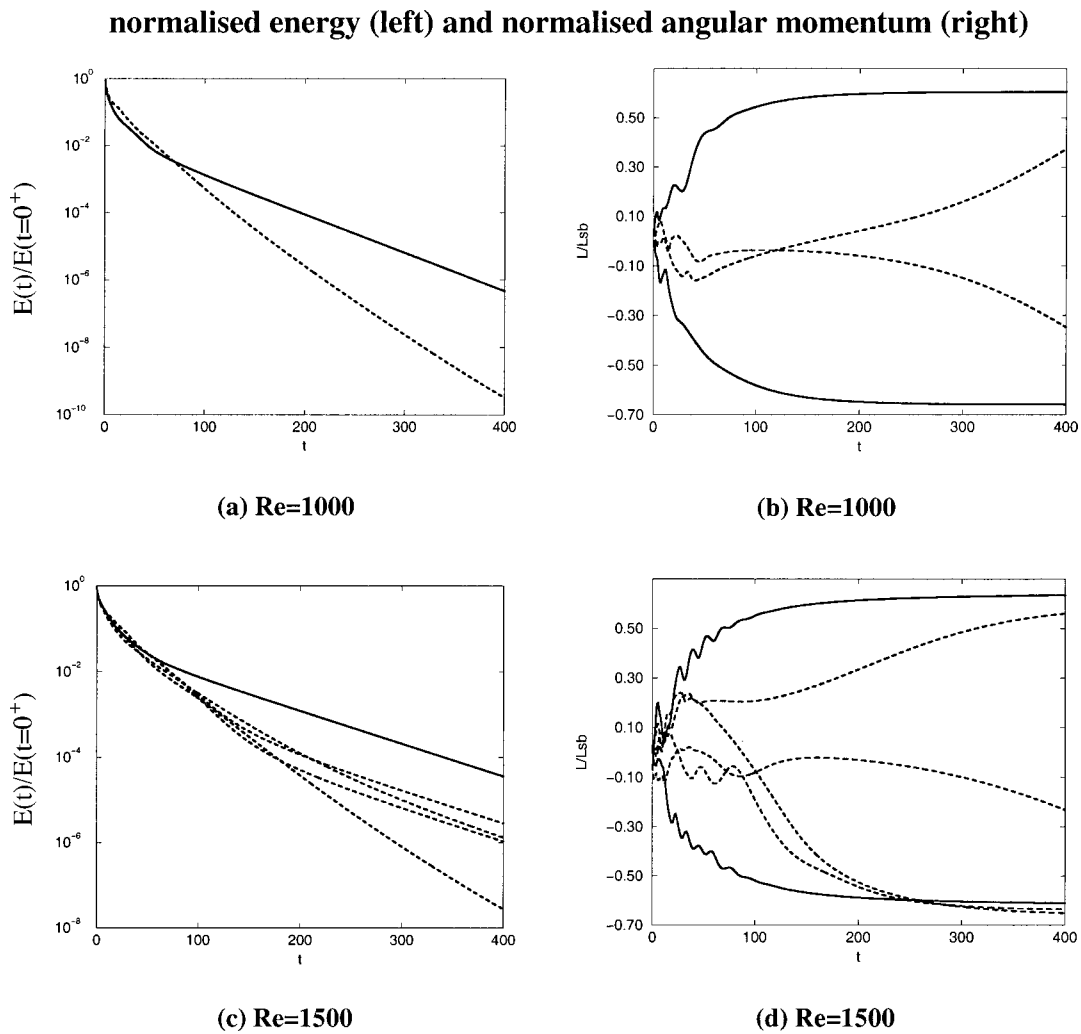 normalised energy (left) and normalised angular momentum (right)
E(t)/E(t=0⁺)
10⁰
10⁻²
10⁻⁴
10⁻⁶
10⁻⁸
10⁻¹⁰
0 100 200 300 400
t
(a) Re=1000
L/Lsb
0.50
0.30
0.10
−0.10
−0.30
−0.50
−0.70
0 100 200 300 400
t
(b) Re=1000
E(t)/E(t=0⁺)
10⁰
10⁻²
10⁻⁴
10⁻⁶
10⁻⁸
0 100 200 300 400
t
(c) Re=1500
L/Lsb
0.50
0.30
0.10
−0.10
−0.30
−0.50
−0.70
0 100 200 300 400
t
(d) Re=1500